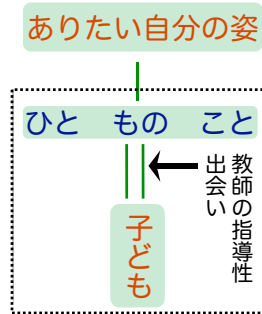 ありたい自分の姿
ひと もの こと
教師の指導性
出会い
子ども